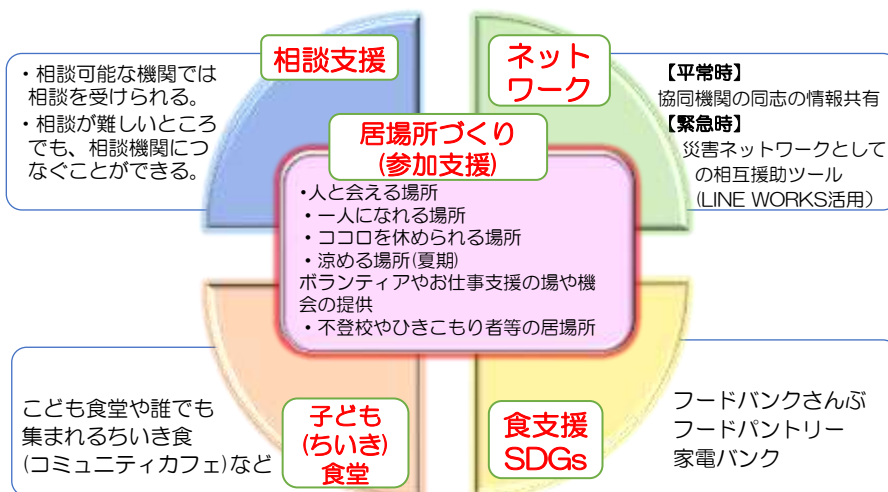 相談支援
・相談可能な機関では
相談を受けられる。
・相談が難しいところ
でも、相談機関につ
なぐことができる。
ネット
ワーク
【平常時】
協同機関の同志の情報共有
【緊急時】
災害ネットワークとして
の相互援助ツール
(LINE WORKS活用)
居場所づくり
(参加支援)
・人と会える場所
・一人になれる場所
・ココロを休められる場所
・涼める場所(夏期)
ボランティアやお仕事支援の場や機
会の提供
・不登校やひきこもり者等の居場所
こども食堂や誰でも
集まれるちいき食
(コミュニティカフェ)など
子ども
(ちいき)
食堂
食支援
SDGs
フードバンクさんぶ
フードパントリー
家電バンク